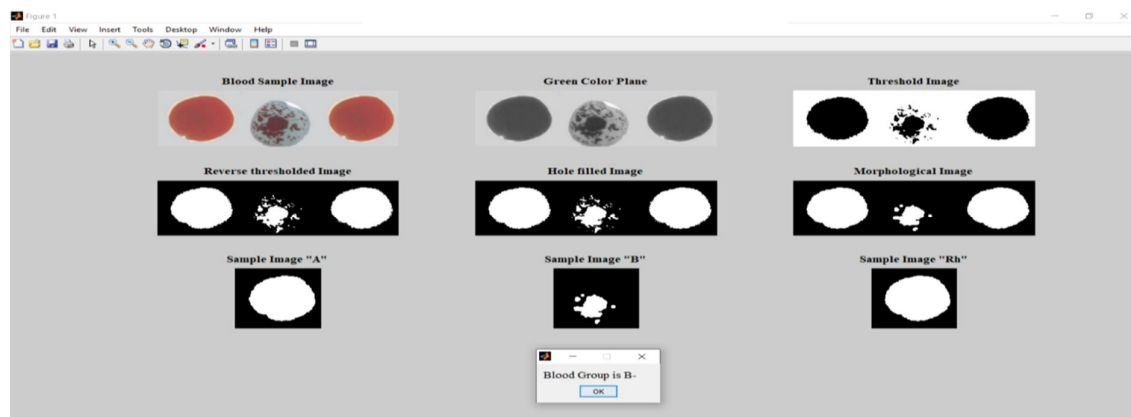 Figure 1
File Edit View Insert Tools Desktop Window Help
Blood Sample Image Green Color Plane Threshold Image
Reverse thresholded Image Hole filled Image Morphological Image
Sample Image "A" Sample Image "B" Sample Image "Rh"
Blood Group is B-
OK